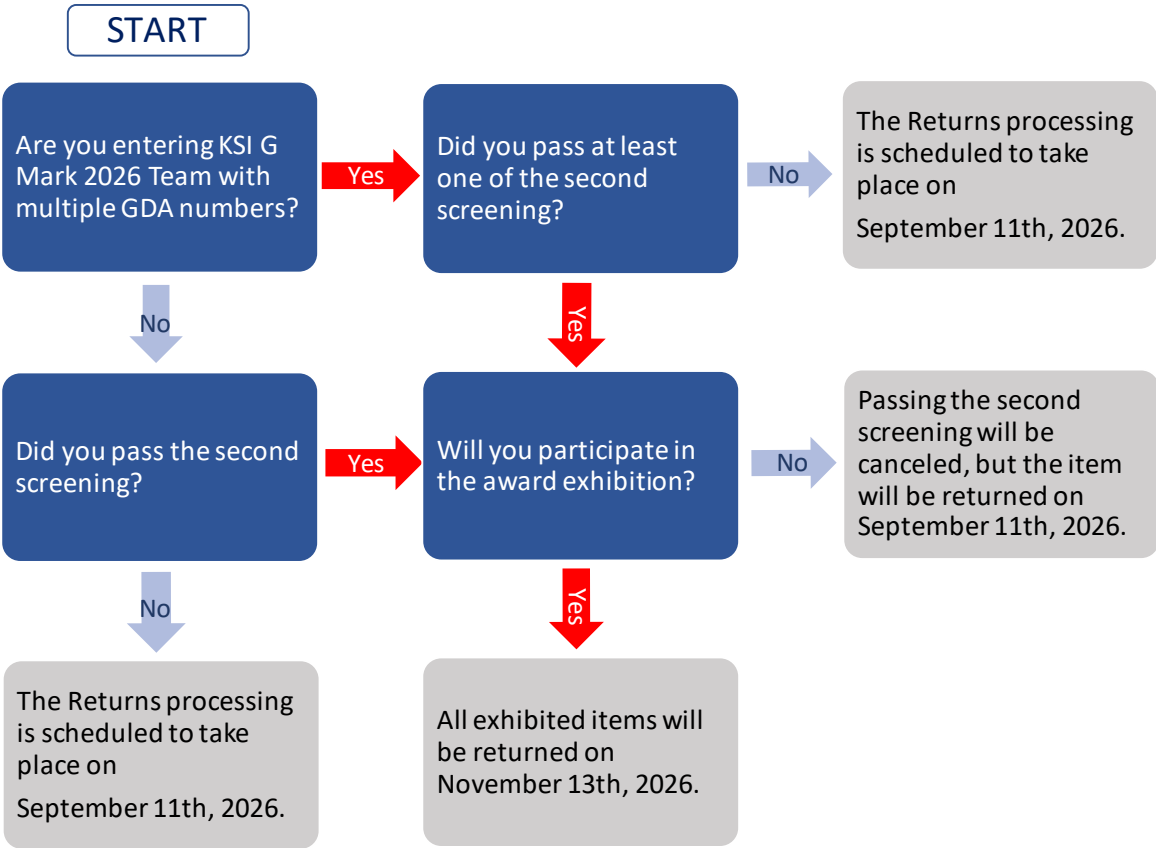 START
Are you entering KSI G
Mark 2026 Team with
multiple GDA numbers?
Yes
Did you pass at least
one of the second
screening?
No
The Returns processing
is scheduled to take
place on
September 11th, 2026.
No
Yes
Did you pass the second
screening?
Yes
Will you participate in
the award exhibition?
No
Passing the second
screening will be
canceled, but the item
will be returned on
September 11th, 2026.
No
Yes
The Returns processing
is scheduled to take
place on
September 11th, 2026.
All exhibited items will
be returned on
November 13th, 2026.